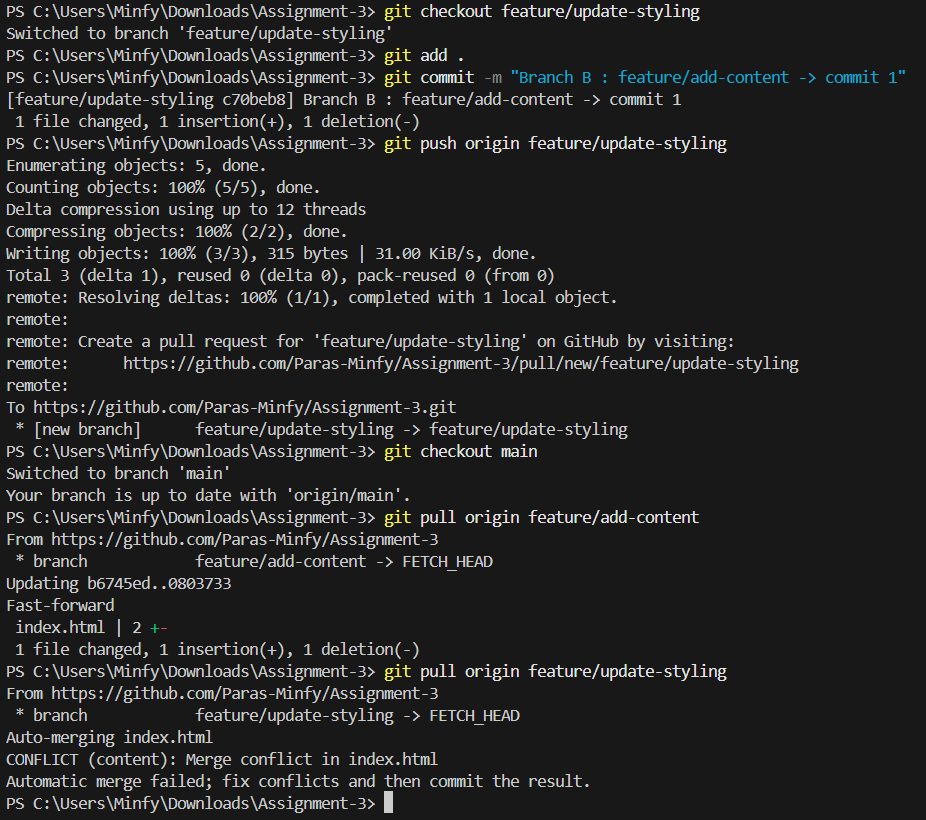 PS C:\Users\Minfy\Downloads\Assignment-3> git checkout feature/update-styling
Switched to branch 'feature/update-styling'
PS C:\Users\Minfy\Downloads\Assignment-3> git add .
PS C:\Users\Minfy\Downloads\Assignment-3> git commit -m "Branch B : feature/add-content -> commit 1"
[feature/update-styling c70beb8] Branch B : feature/add-content -> commit 1
 1 file changed, 1 insertion(+), 1 deletion(-)
PS C:\Users\Minfy\Downloads\Assignment-3> git push origin feature/update-styling
Enumerating objects: 5, done.
Counting objects: 100% (5/5), done.
Delta compression using up to 12 threads
Compressing objects: 100% (2/2), done.
Writing objects: 100% (3/3), 315 bytes | 31.00 KiB/s, done.
Total 3 (delta 1), reused 0 (delta 0), pack-reused 0 (from 0)
remote: Resolving deltas: 100% (1/1), completed with 1 local object.
remote:
remote: Create a pull request for 'feature/update-styling' on GitHub by visiting:
remote:      https://github.com/Paras-Minfy/Assignment-3/pull/new/feature/update-styling
remote:
To https://github.com/Paras-Minfy/Assignment-3.git
 * [new branch]      feature/update-styling -> feature/update-styling
PS C:\Users\Minfy\Downloads\Assignment-3> git checkout main
Switched to branch 'main'
Your branch is up to date with 'origin/main'.
PS C:\Users\Minfy\Downloads\Assignment-3> git pull origin feature/add-content
From https://github.com/Paras-Minfy/Assignment-3
 * branch            feature/add-content -> FETCH_HEAD
Updating b6745ed..0803733
Fast-forward
 index.html | 2 +-
 1 file changed, 1 insertion(+), 1 deletion(-)
PS C:\Users\Minfy\Downloads\Assignment-3> git pull origin feature/update-styling
From https://github.com/Paras-Minfy/Assignment-3
 * branch            feature/update-styling -> FETCH_HEAD
Auto-merging index.html
CONFLICT (content): Merge conflict in index.html
Automatic merge failed; fix conflicts and then commit the result.
PS C:\Users\Minfy\Downloads\Assignment-3>